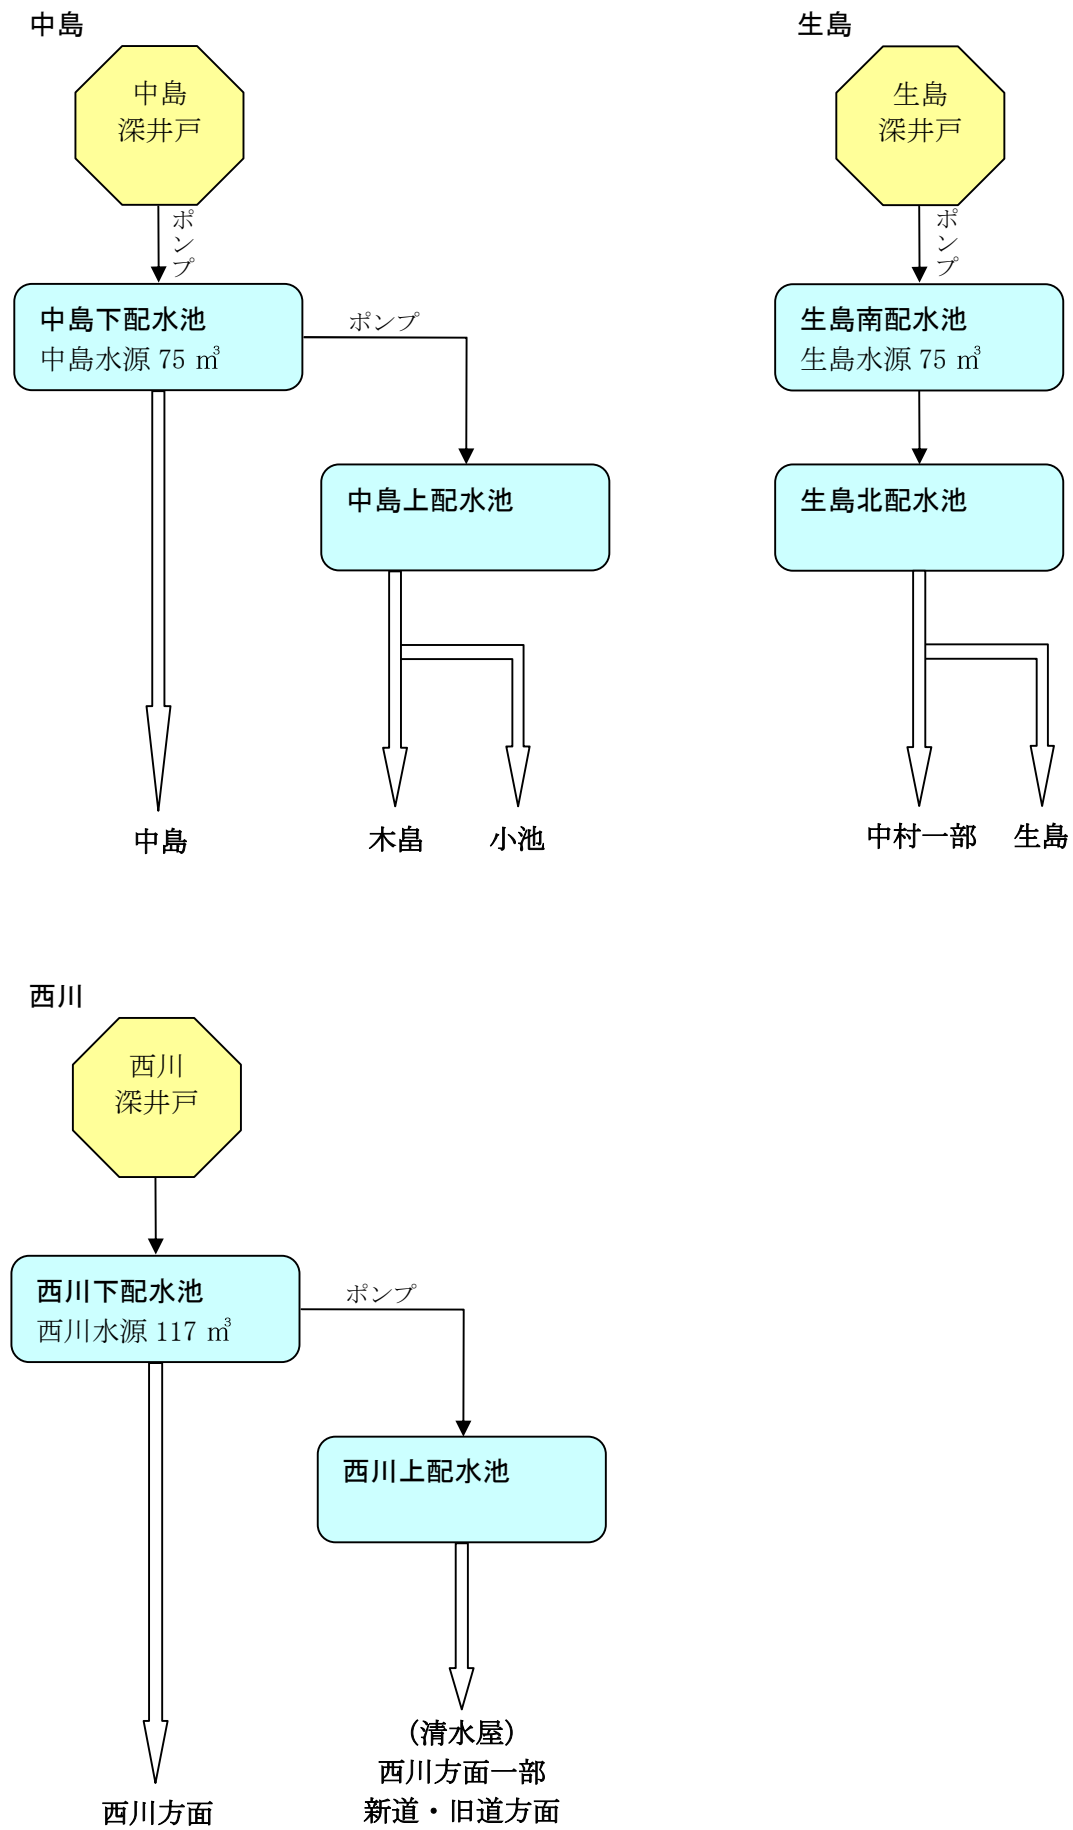 中島
中島
深井戸
ポンプ
中島下配水池
中島水源 75 ㎥
ポンプ
中島上配水池
中島
木畠
小池
生島
生島
深井戸
ポンプ
生島南配水池
生島水源 75 ㎥
生島北配水池
中村一部
生島
西川
西川
深井戸
西川下配水池
西川水源 117 ㎥
ポンプ
西川上配水池
西川方面
(清水屋)
西川方面一部
新道・旧道方面